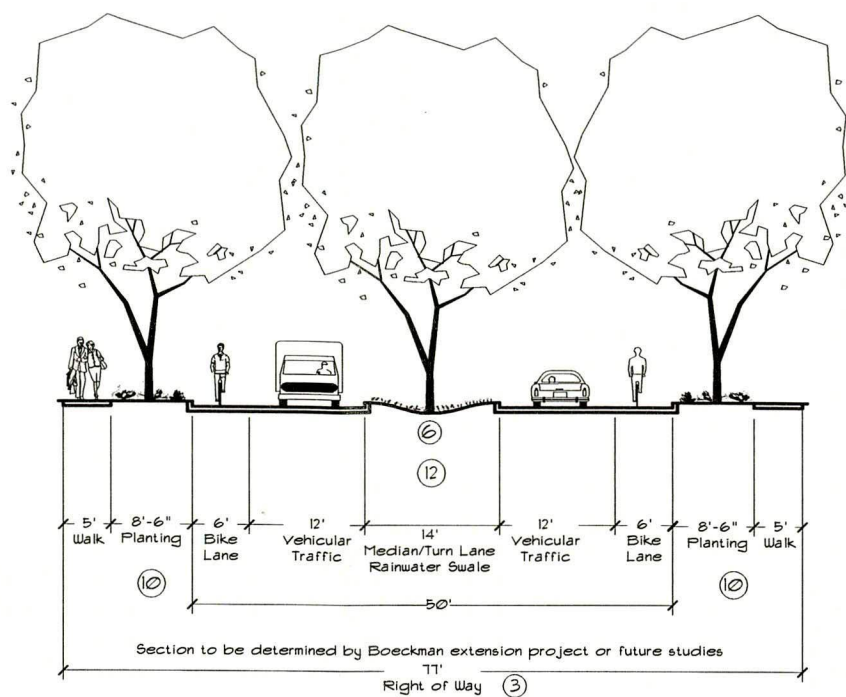 6
12
5' 8'-6" 6' 12' 14' 12' 6' 8'-6" 5'
Walk Planting Bike Lane Vehicular Traffic Median/Turn Lane Rainwater Swale Vehicular Traffic Bike Lane Planting Walk
10 10
50'
Section to be determined by Boeckman extension project or future studies
77'
Right of Way 3